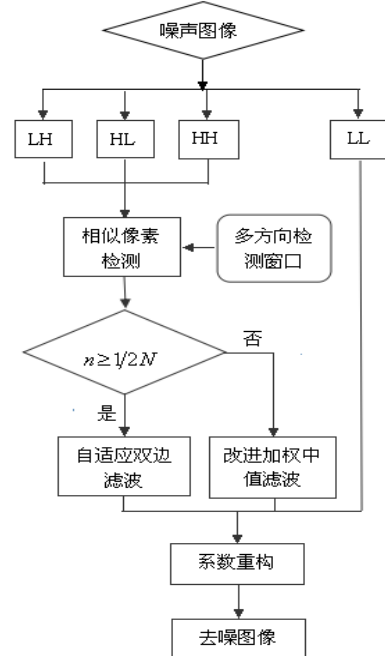 噪声图像
LH
HL
HH
LL
相似像素
检测
多方向检
测窗口
n≥1/2N
否
是
自适应双边
滤波
改进加权中
值滤波
系数重构
去噪图像